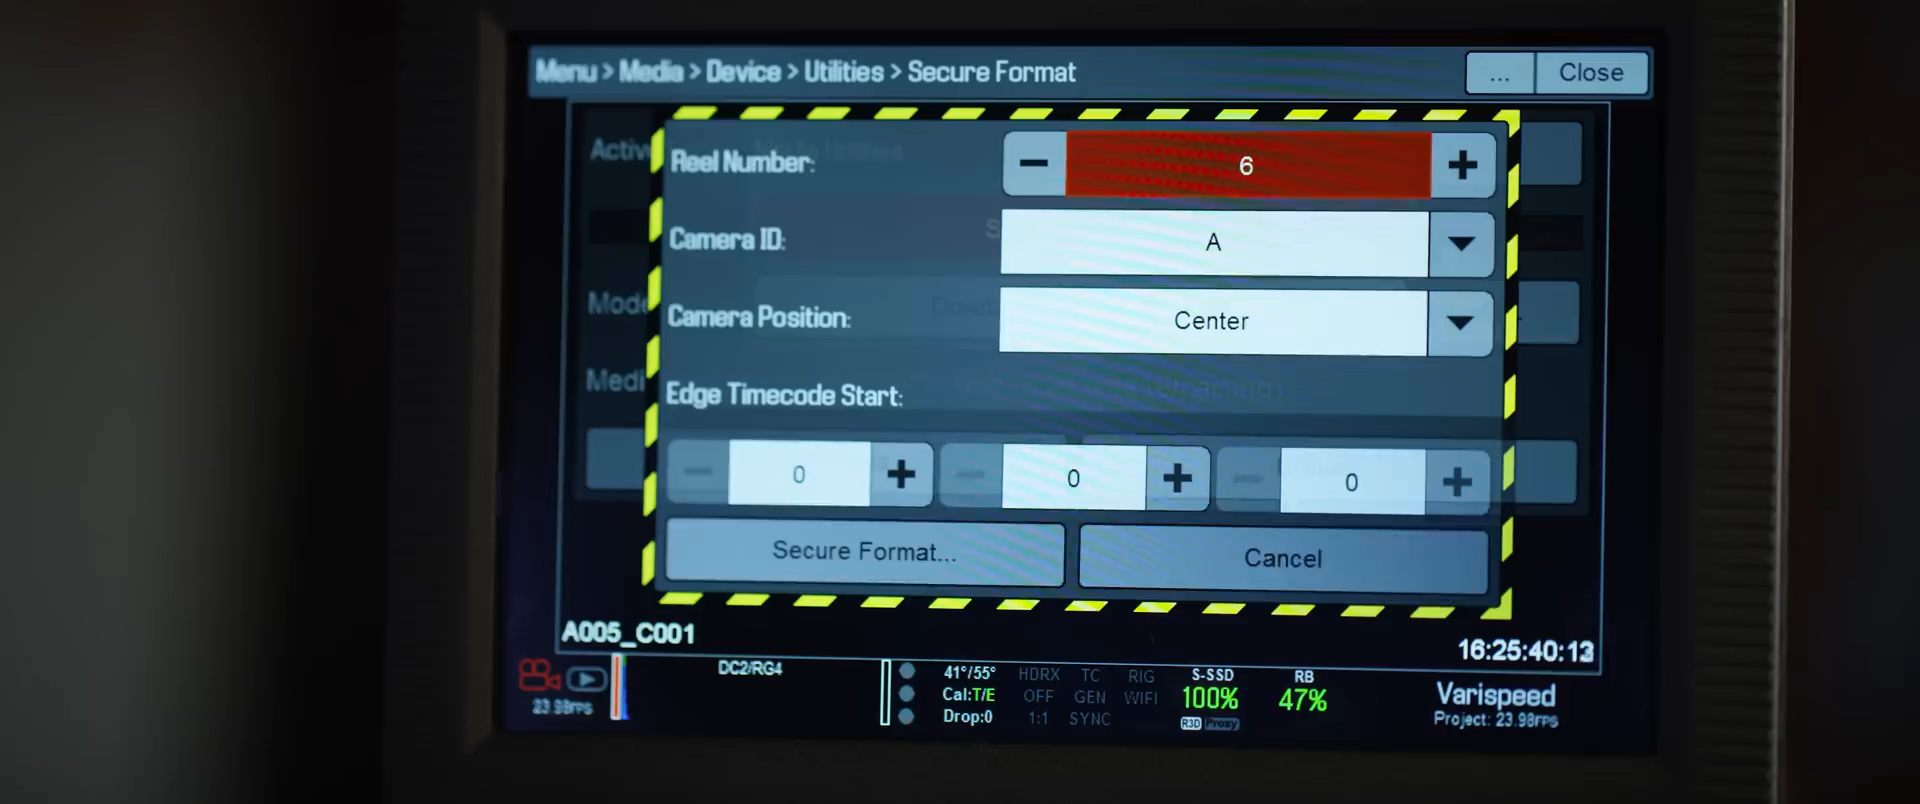 Menu > Media > Device > Utilities > Secure Format
...
Close
Reel Number:
6
Camera ID:
A
Camera Position:
Center
Edge Timecode Start:
0
0
0
Secure Format...
Cancel
A005_C001
16:25:40:13
DC2/RG4
23.98FPS
41°/55°
Cal:T/E
Drop:0
HDRX TC RIG
OFF GEN WIFI
1:1 SYNC
S-SSD
100%
R3D Proxy
RB
47%
Varispeed
Project: 23.98FPS